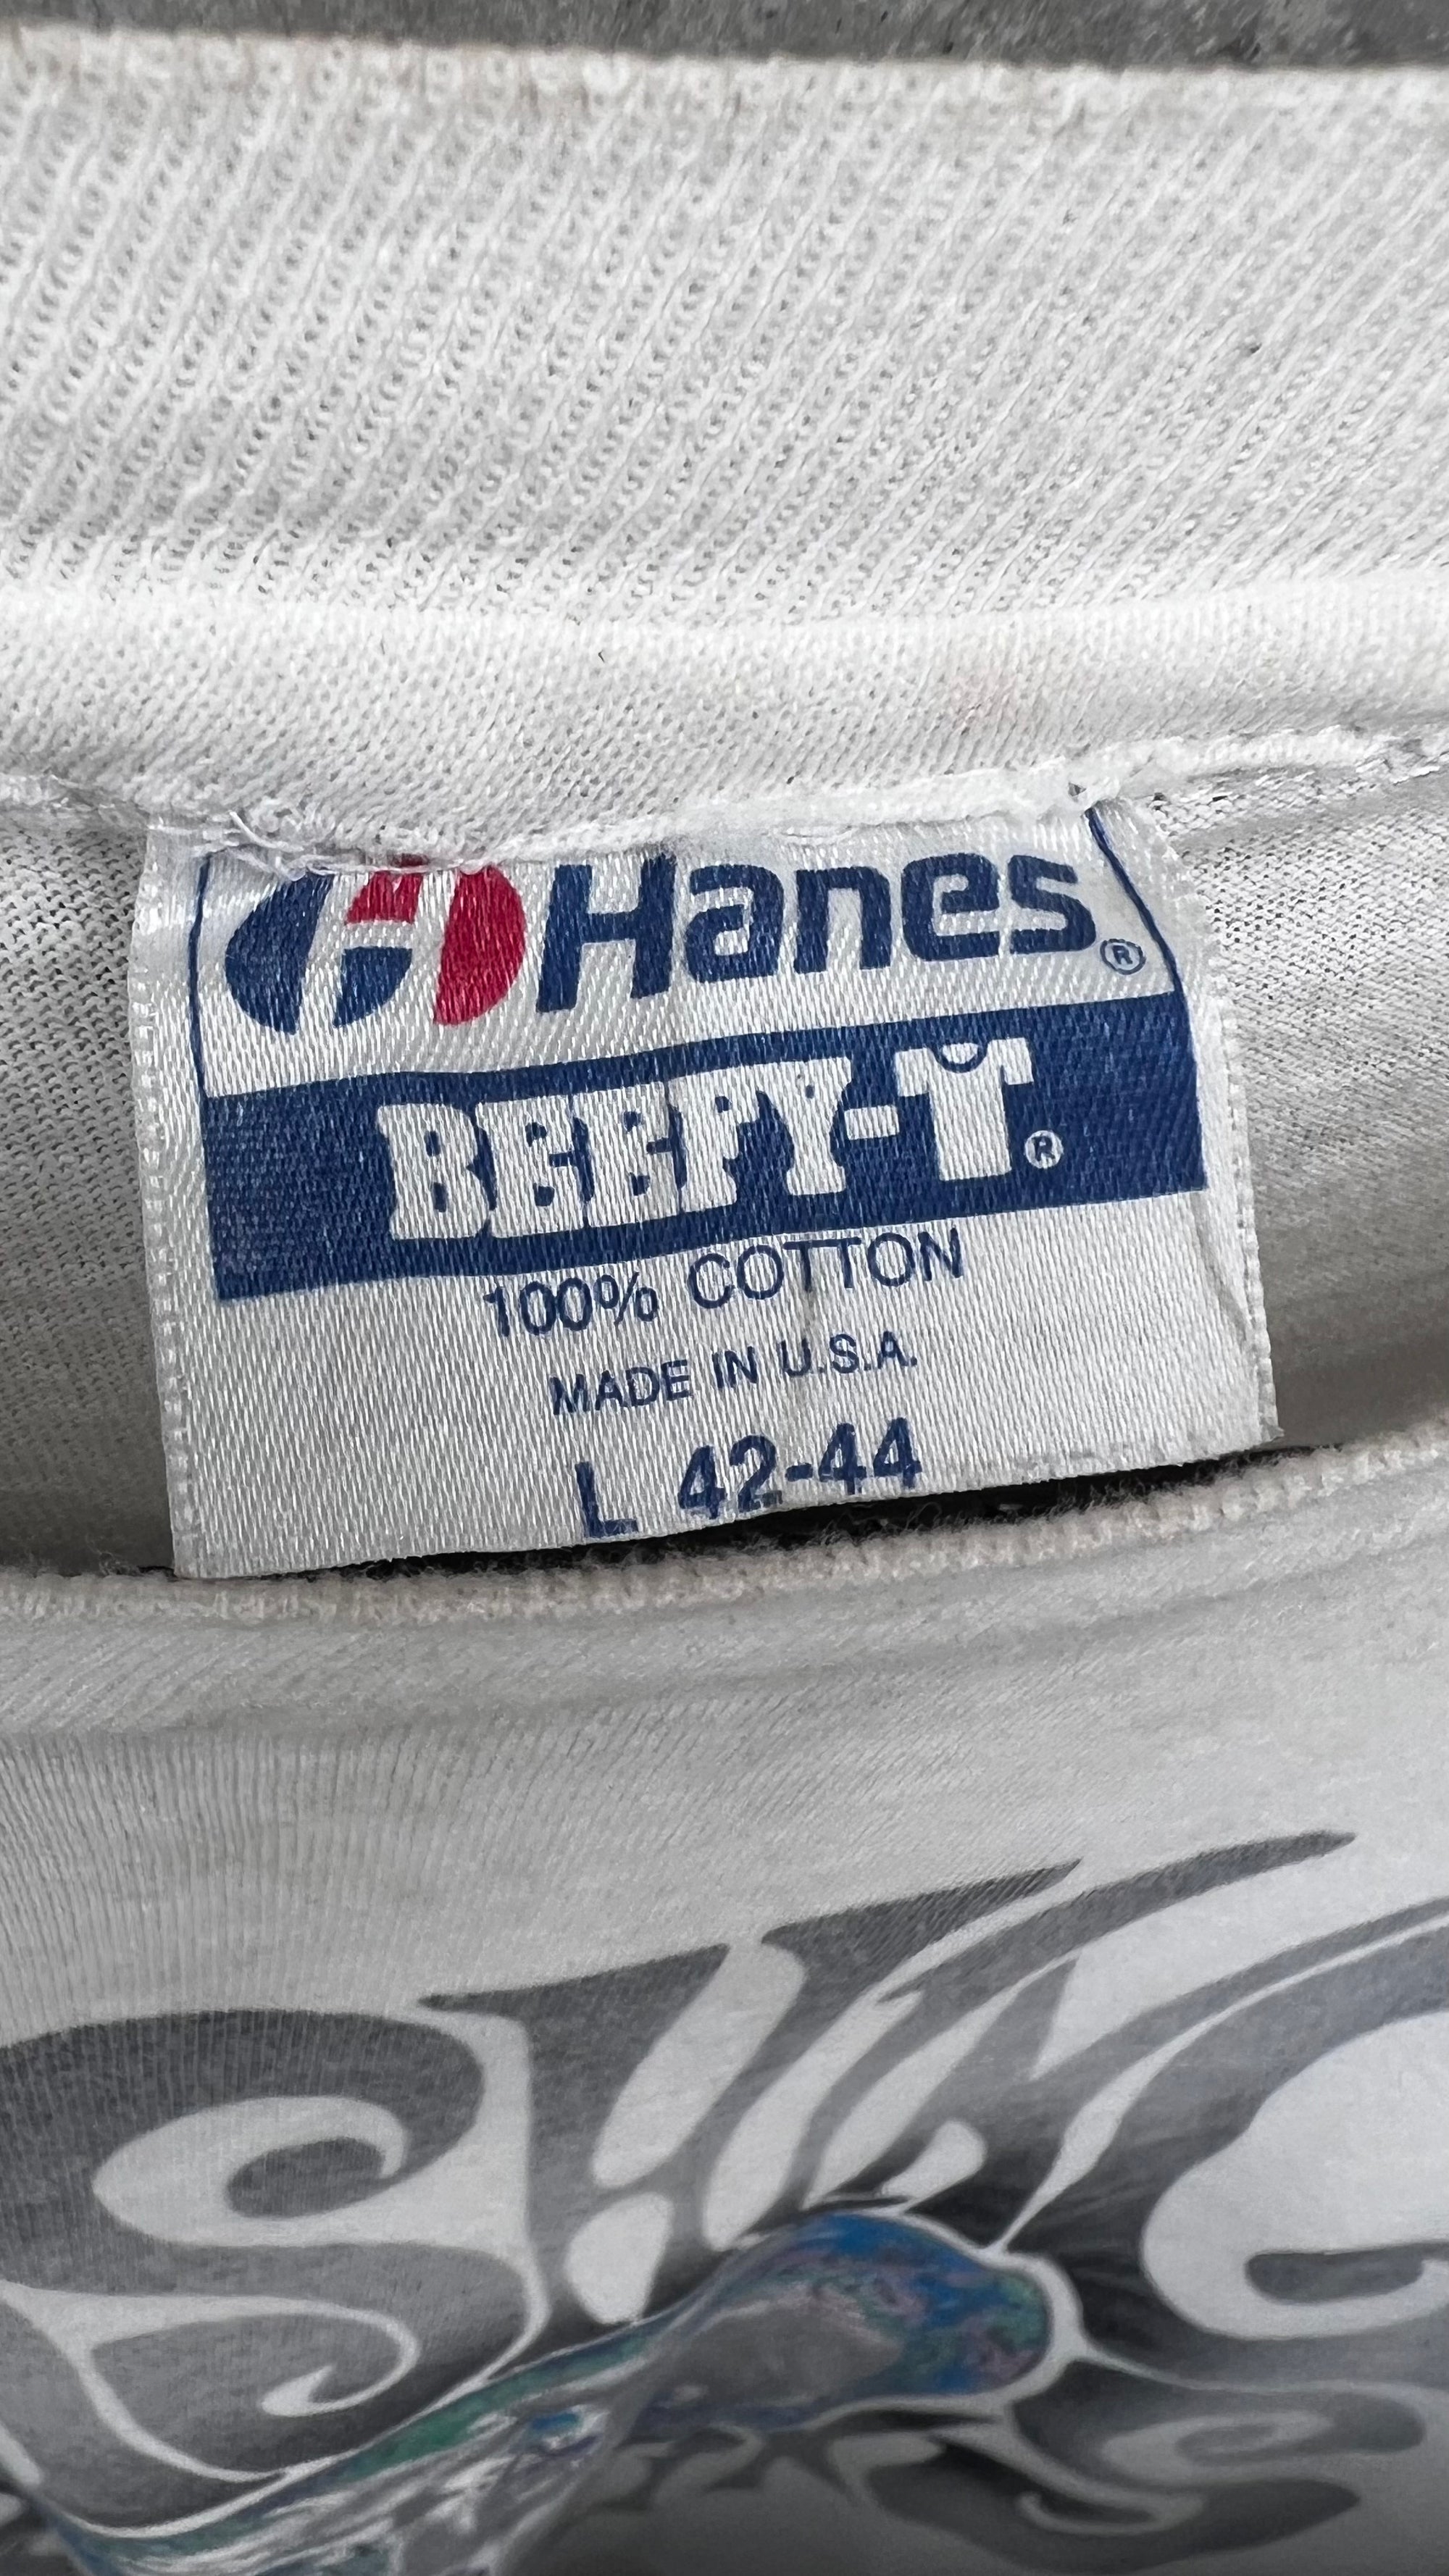 Hanes®
BEEFY-T®
100% COTTON
MADE IN U.S.A.
L 42-44